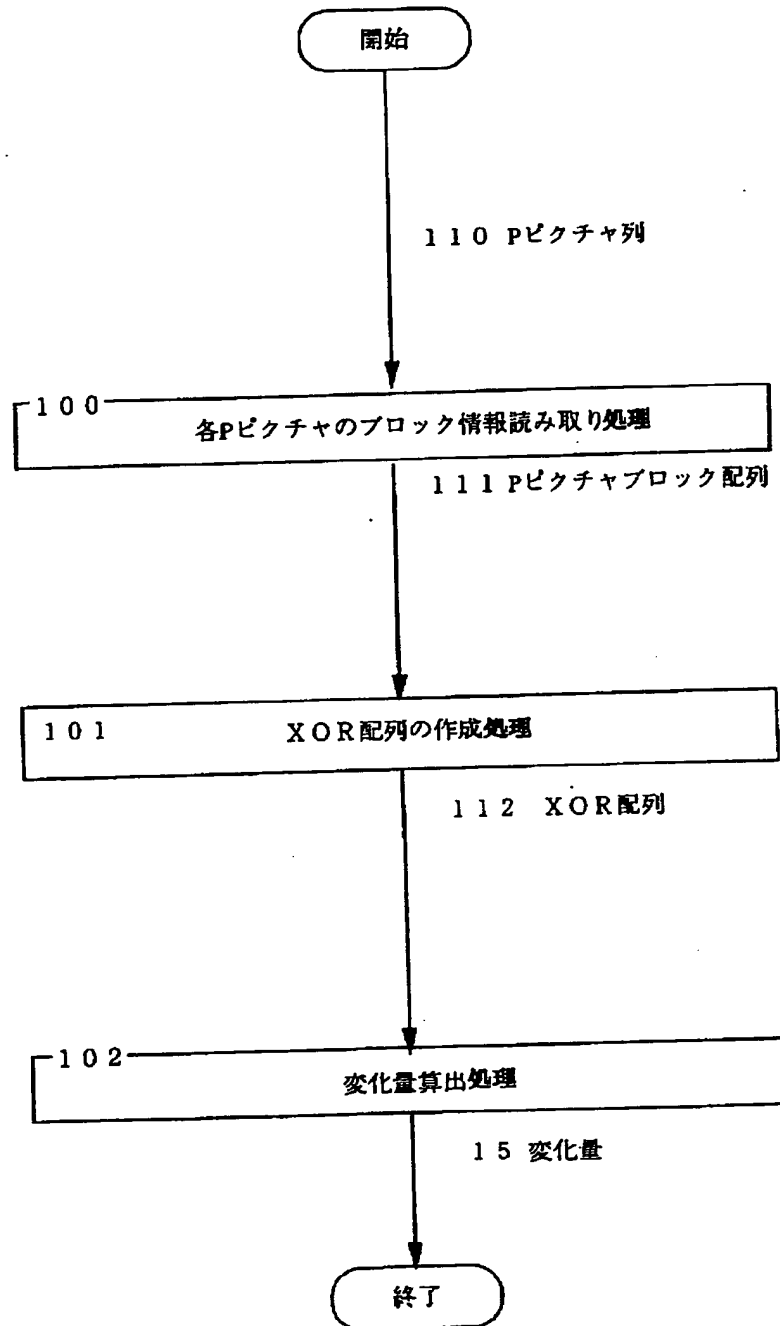 開始
110 Pピクチャ列
100
各Pピクチャのブロック情報読み取り処理
111 Pピクチャブロック配列
101 XOR配列の作成処理
112 XOR配列
102
変化量算出処理
15 変化量
終了